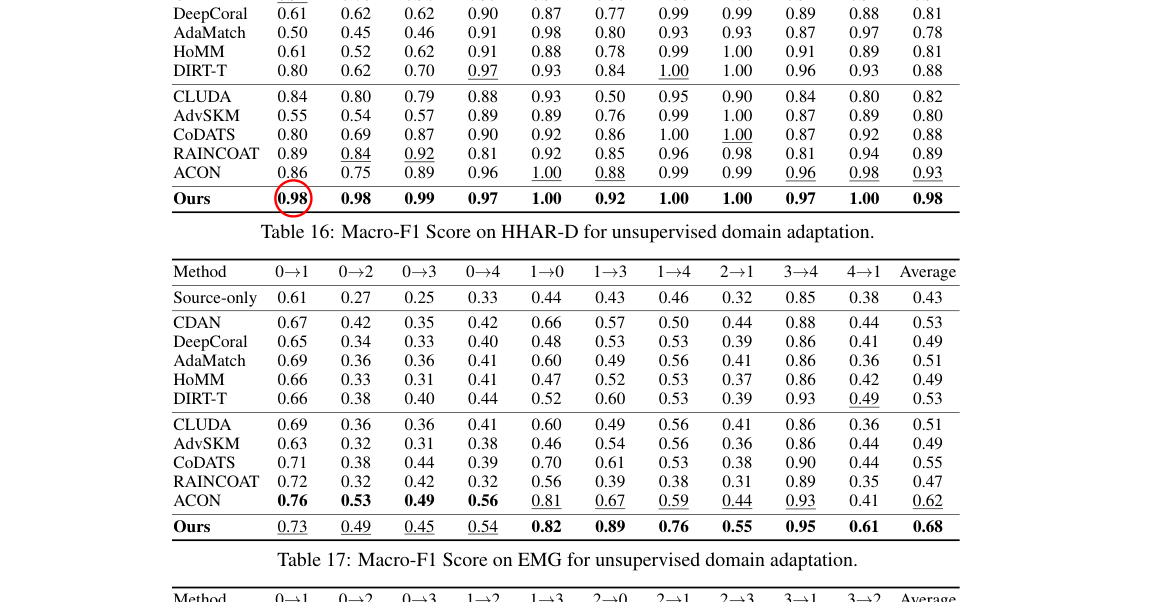 DeepCoral 0.61 0.62 0.62 0.90 0.87 0.77 0.99 0.99 0.89 0.88 0.81
AdaMatch 0.50 0.45 0.46 0.91 0.98 0.80 0.93 0.93 0.87 0.97 0.78
HoMM 0.61 0.52 0.62 0.91 0.88 0.78 0.99 1.00 0.91 0.89 0.81
DIRT-T 0.80 0.62 0.70 0.97 0.93 0.84 1.00 1.00 0.96 0.93 0.88
CLUDA 0.84 0.80 0.79 0.88 0.93 0.50 0.95 0.90 0.84 0.80 0.82
AdvSKM 0.55 0.54 0.57 0.89 0.89 0.76 0.99 1.00 0.87 0.89 0.80
CoDATS 0.80 0.69 0.87 0.90 0.92 0.86 1.00 1.00 0.87 0.92 0.88
RAINCOAT 0.89 0.84 0.92 0.81 0.92 0.85 0.96 0.98 0.81 0.94 0.89
ACON 0.86 0.75 0.89 0.96 1.00 0.88 0.99 0.99 0.96 0.98 0.93
Ours 0.98 0.98 0.99 0.97 1.00 0.92 1.00 1.00 0.97 1.00 0.98
Table 16: Macro-F1 Score on HHAR-D for unsupervised domain adaptation.
Method 0→1 0→2 0→3 0→4 1→0 1→3 1→4 2→1 3→4 4→1 Average
Source-only 0.61 0.27 0.25 0.33 0.44 0.43 0.46 0.32 0.85 0.38 0.43
CDAN 0.67 0.42 0.35 0.42 0.66 0.57 0.50 0.44 0.88 0.44 0.53
DeepCoral 0.65 0.34 0.33 0.40 0.48 0.53 0.53 0.39 0.86 0.41 0.49
AdaMatch 0.69 0.36 0.36 0.41 0.60 0.49 0.56 0.41 0.86 0.36 0.51
HoMM 0.66 0.33 0.31 0.41 0.47 0.52 0.53 0.37 0.86 0.42 0.49
DIRT-T 0.66 0.38 0.40 0.44 0.52 0.60 0.53 0.39 0.93 0.49 0.53
CLUDA 0.69 0.36 0.36 0.41 0.60 0.49 0.56 0.41 0.86 0.36 0.51
AdvSKM 0.63 0.32 0.31 0.38 0.46 0.54 0.56 0.36 0.86 0.44 0.49
CoDATS 0.71 0.38 0.44 0.39 0.70 0.61 0.53 0.38 0.90 0.44 0.55
RAINCOAT 0.72 0.32 0.42 0.32 0.56 0.39 0.38 0.31 0.89 0.35 0.47
ACON 0.76 0.53 0.49 0.56 0.81 0.67 0.59 0.44 0.93 0.41 0.62
Ours 0.73 0.49 0.45 0.54 0.82 0.89 0.76 0.55 0.95 0.61 0.68
Table 17: Macro-F1 Score on EMG for unsupervised domain adaptation.
Method 0→1 0→2 0→3 1→2 1→3 2→0 2→1 2→3 3→1 3→2 Average